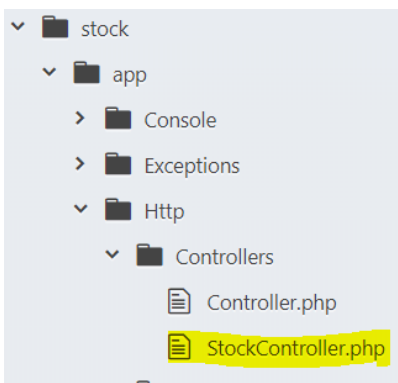 stock
app
Console
Exceptions
Http
Controllers
Controller.php
StockController.php